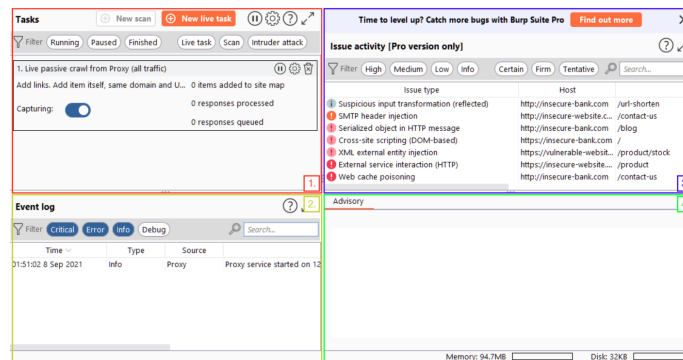 Tasks
New scan
New live task
Filter Running Paused Finished Live task Scan Intruder attack
1. Live passive crawl from Proxy (all traffic)
Add links. Add item itself, same domain and U... 0 items added to site map
Capturing: 0 responses processed
0 responses queued
1.
Time to level up? Catch more bugs with Burp Suite Pro Find out more
Issue activity [Pro version only]
Filter High Medium Low Info Certain Firm Tentative Search...
Issue type Host
Suspicious input transformation (reflected) http://insecure-bank.com /url-shorten
SMTP header injection http://insecure-website.c... /contact-us
Serialized object in HTTP message http://insecure-bank.com /blog
Cross-site scripting (DOM-based) https://insecure-bank.com /
XML external entity injection https://vulnerable-websit... /product/stock
External service interaction (HTTP) https://insecure-website.... /product
Web cache poisoning http://insecure-bank.com /contact-us
Event log
2.
Filter Critical Error Info Debug Search...
Time Type Source
01:51:02 8 Sep 2021 Info Proxy Proxy service started on 12
Advisory
Memory: 94.7MB Disk: 32KB